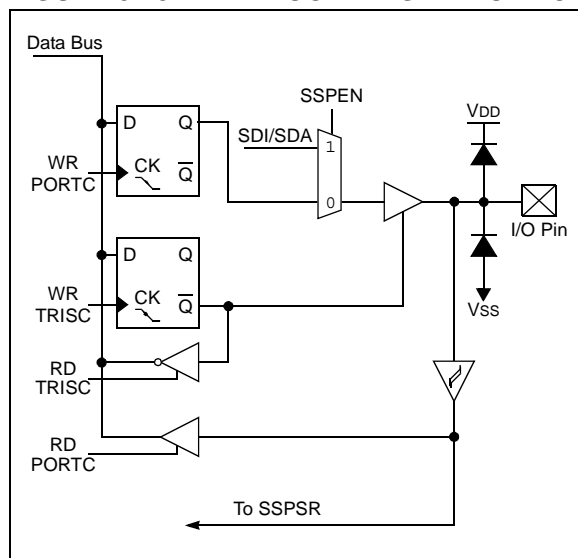 Data Bus
SSPEN
VDD
SDI/SDA
1
D Q
WR
PORTC
CK Q
0
I/O Pin
D Q
WR
TRISC
CK Q
VSS
RD
TRISC
RD
PORTC
To SSPSR